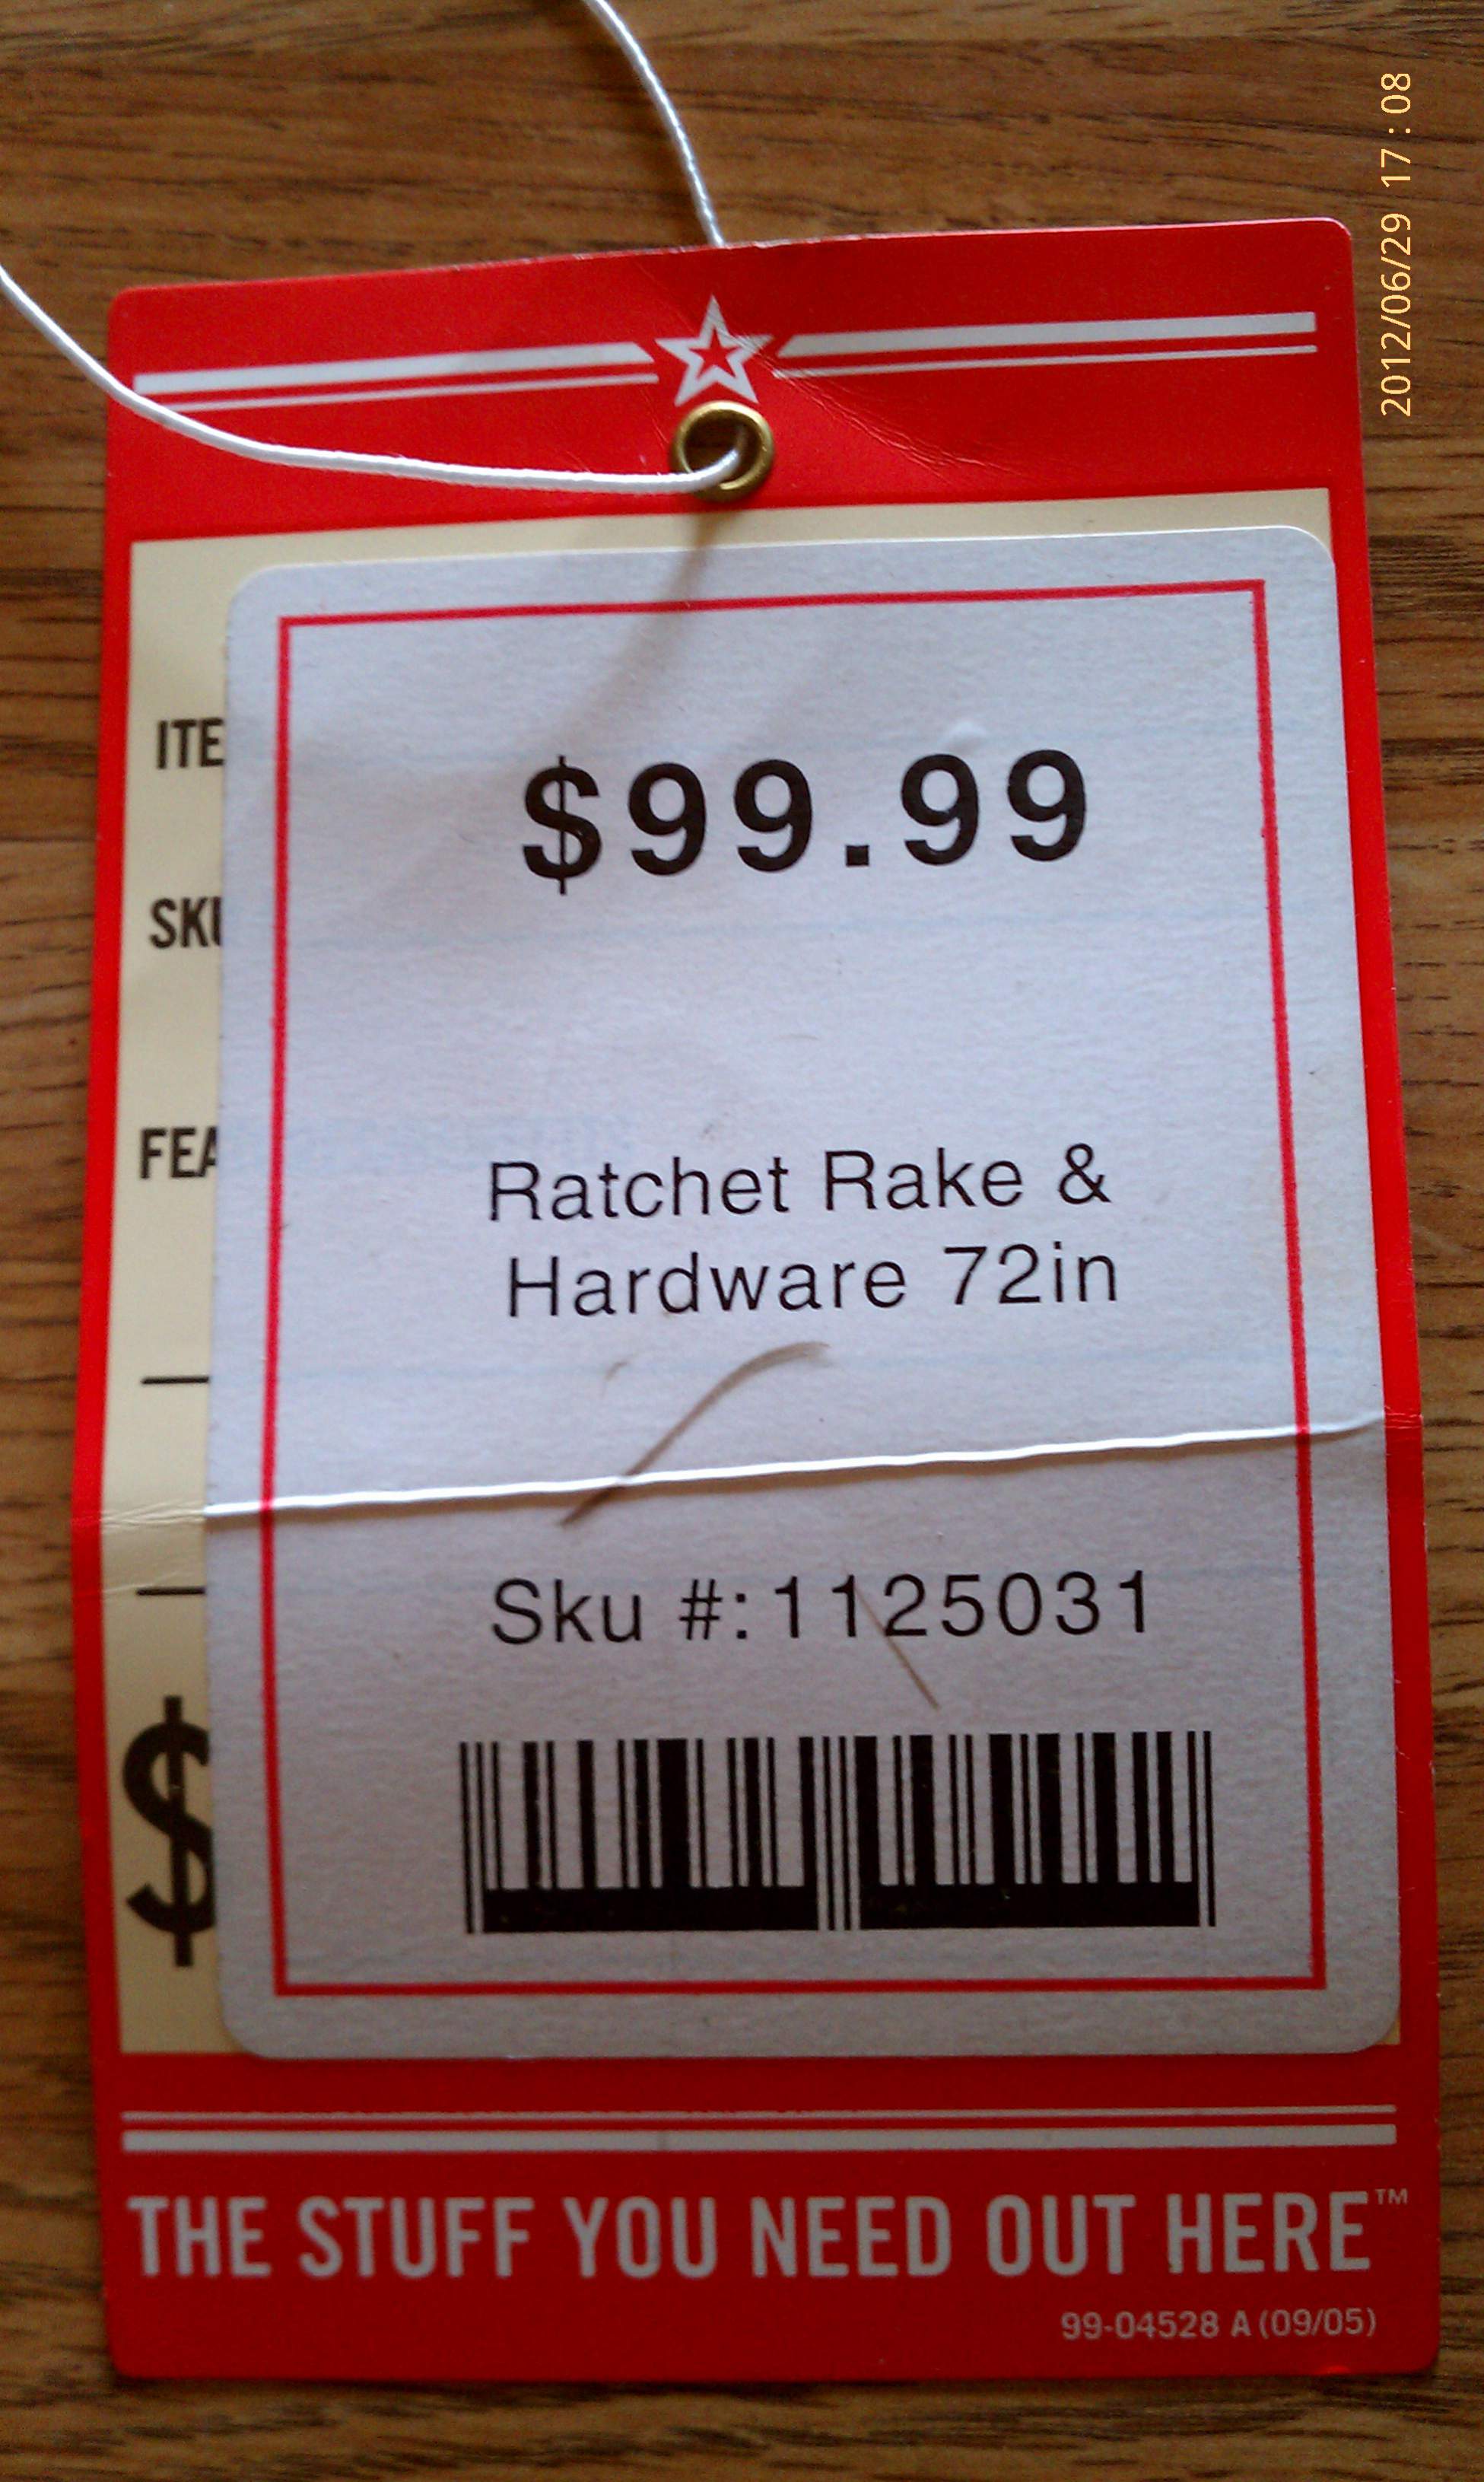 2012/06/29 17:08
ITE
SKU
FEA
$99.99
Ratchet Rake &
Hardware 72in
Sku #:1125031
$
THE STUFF YOU NEED OUT HERE™
99-04528 A (09/05)